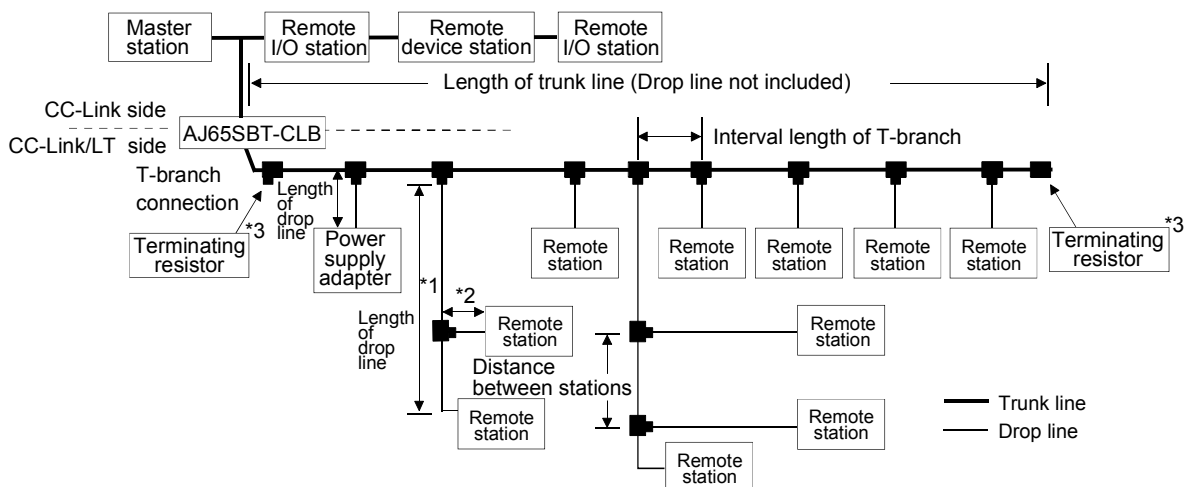 Master
station
Remote
I/O station
Remote
device station
Remote
I/O station
Length of trunk line (Drop line not included)
CC-Link side
AJ65SBT-CLB
CC-Link/LT side
Interval length of T-branch
T-branch
connection
Length
of
drop
line
*3
Terminating
resistor
Power
supply
adapter
Remote
station
Remote
station
Remote
station
Remote
station
Remote
station
*3
Terminating
resistor
*1
*2
Length
of
drop
line
Remote
station
Distance
between stations
Remote
station
Remote
station
Remote
station
Remote
station
Trunk line
Drop line